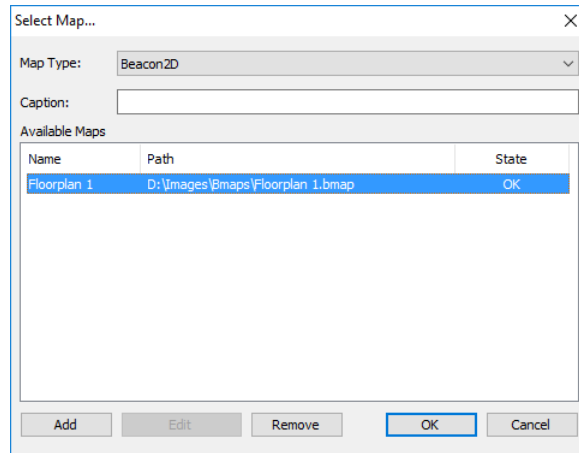 Select Map...
Map Type: Beacon2D
Caption:
Available Maps
Name Path State
Floorplan 1 D:\Images\Bmaps\Floorplan 1.bmap OK
Add Edit Remove OK Cancel